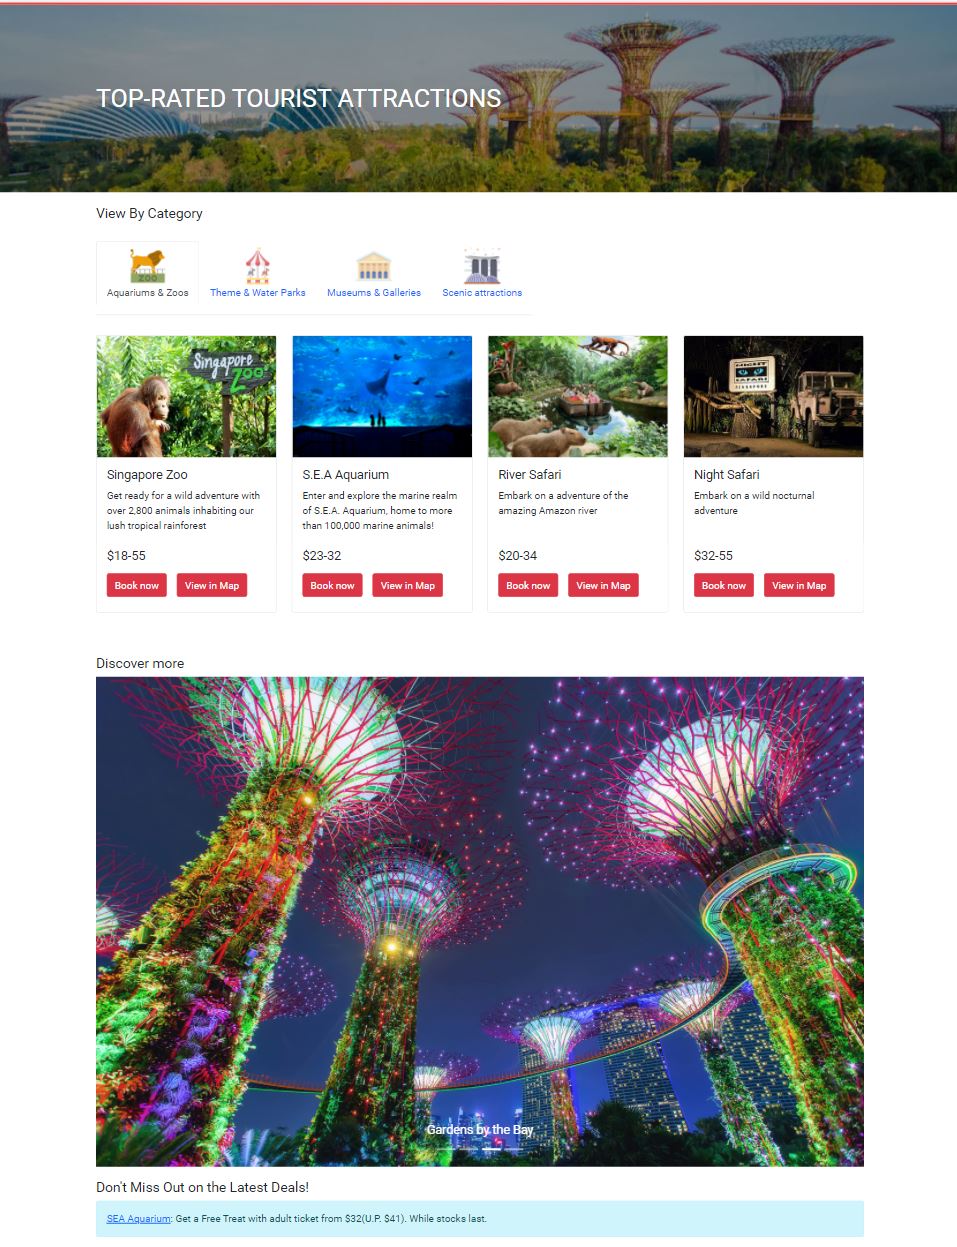 TOP-RATED TOURIST ATTRACTIONS
View By Category
ZOO
Aquariums & Zoos
Theme & Water Parks
Museums & Galleries
Scenic attractions
Singapore
Zoo
NIGHT
SAFARI
SINGAPORE
Singapore Zoo
Get ready for a wild adventure with
over 2,800 animals inhabiting our
lush tropical rainforest
$18-55
Book now
View in Map
S.E.A Aquarium
Enter and explore the marine realm
of S.E.A. Aquarium, home to more
than 100,000 marine animals!
$23-32
Book now
View in Map
River Safari
Embark on a adventure of the
amazing Amazon river
$20-34
Book now
View in Map
Night Safari
Embark on a wild nocturnal
adventure
$32-55
Book now
View in Map
Discover more
Gardens by the Bay
Don't Miss Out on the Latest Deals!
SEA Aquarium: Get a Free Treat with adult ticket from $32(U.P. $41). While stocks last.